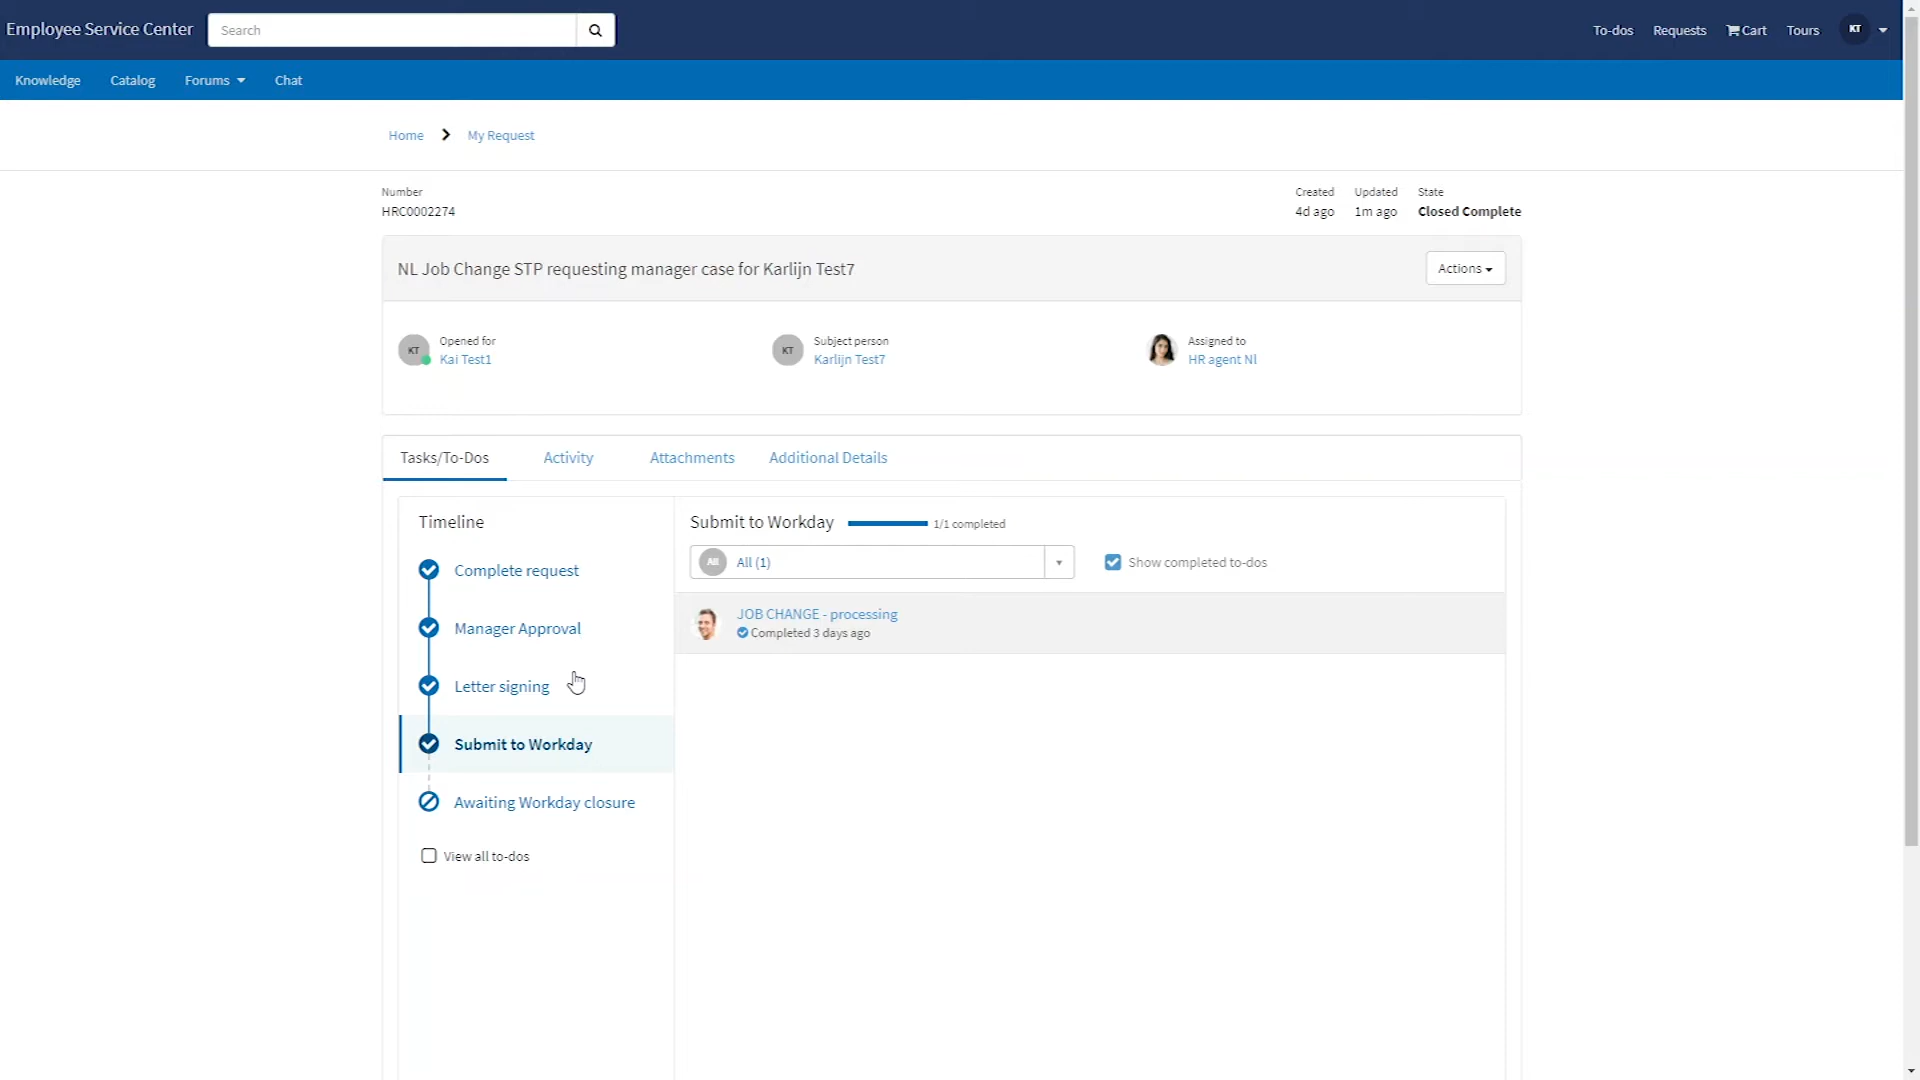 Employee Service Center
Search
To-dos
Requests
Cart
Tours
KT
Knowledge
Catalog
Forums
Chat
Home
My Request
Number
HRC0002274
Created
4d ago
Updated
1m ago
State
Closed Complete
NL Job Change STP requesting manager case for Karlijn Test7
Actions
KT
Opened for
Kai Test1
KT
Subject person
Karlijn Test7
Assigned to
HR agent Nl
Tasks/To-Dos
Activity
Attachments
Additional Details
Timeline
Complete request
Manager Approval
Letter signing
Submit to Workday
Awaiting Workday closure
View all to-dos
Submit to Workday
1/1 completed
All
All (1)
Show completed to-dos
JOB CHANGE - processing
Completed 3 days ago